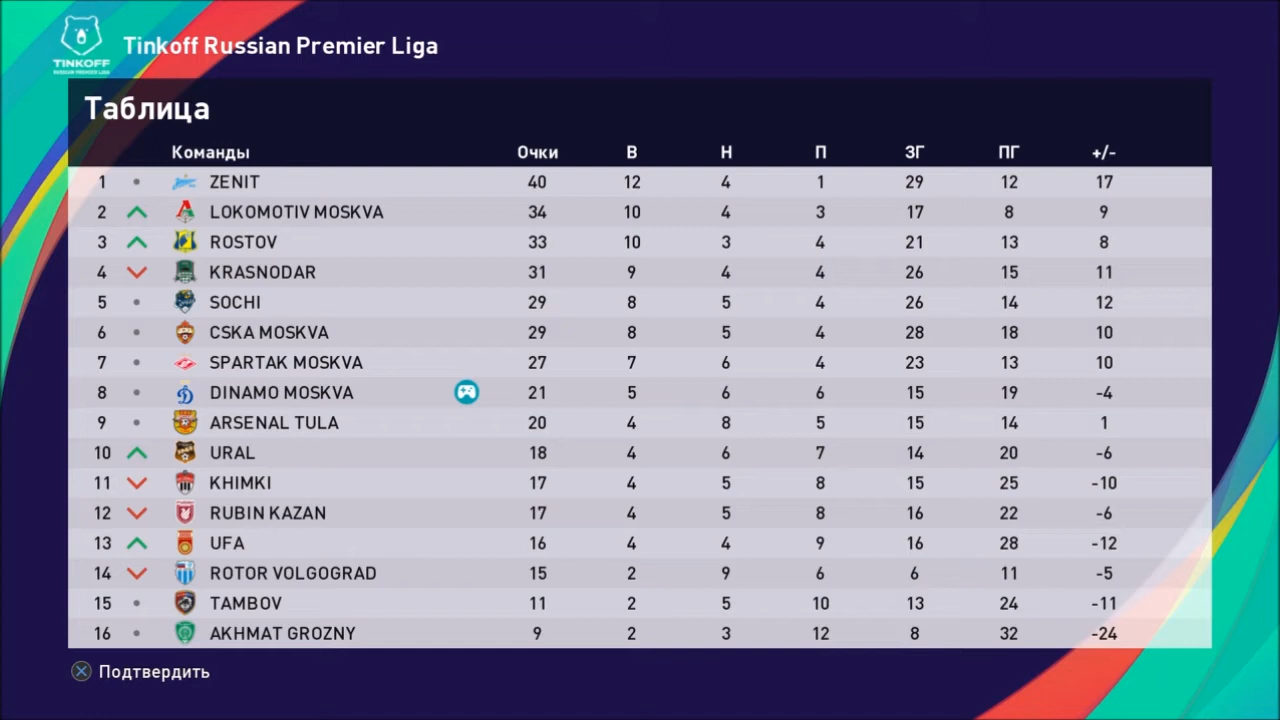 Tinkoff Russian Premier Liga
TINKOFF
RUSSIAN PREMIER LIGA
Таблица
Команды Очки В Н П ЗГ ПГ +/-
1 ZENIT 40 12 4 1 29 12 17
2 LOKOMOTIV MOSKVA 34 10 4 3 17 8 9
3 ROSTOV 33 10 3 4 21 13 8
4 KRASNODAR 31 9 4 4 26 15 11
5 SOCHI 29 8 5 4 26 14 12
6 CSKA MOSKVA 29 8 5 4 28 18 10
7 SPARTAK MOSKVA 27 7 6 4 23 13 10
8 DINAMO MOSKVA 21 5 6 6 15 19 -4
9 ARSENAL TULA 20 4 8 5 15 14 1
10 URAL 18 4 6 7 14 20 -6
11 KHIMKI 17 4 5 8 15 25 -10
12 RUBIN KAZAN 17 4 5 8 16 22 -6
13 UFA 16 4 4 9 16 28 -12
14 ROTOR VOLGOGRAD 15 2 9 6 6 11 -5
15 TAMBOV 11 2 5 10 13 24 -11
16 AKHMAT GROZNY 9 2 3 12 8 32 -24
Подтвердить